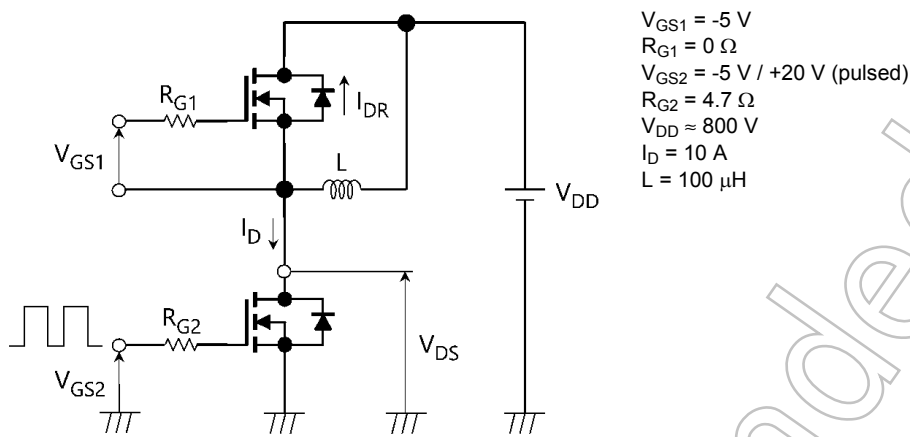 V_GS1 = -5 V
R_G1 = 0 Ω
V_GS2 = -5 V / +20 V (pulsed)
R_G2 = 4.7 Ω
V_DD ≈ 800 V
I_D = 10 A
L = 100 μH
R_G1
I_DR
V_GS1
L
V_DD
I_D
R_G2
V_DS
V_GS2